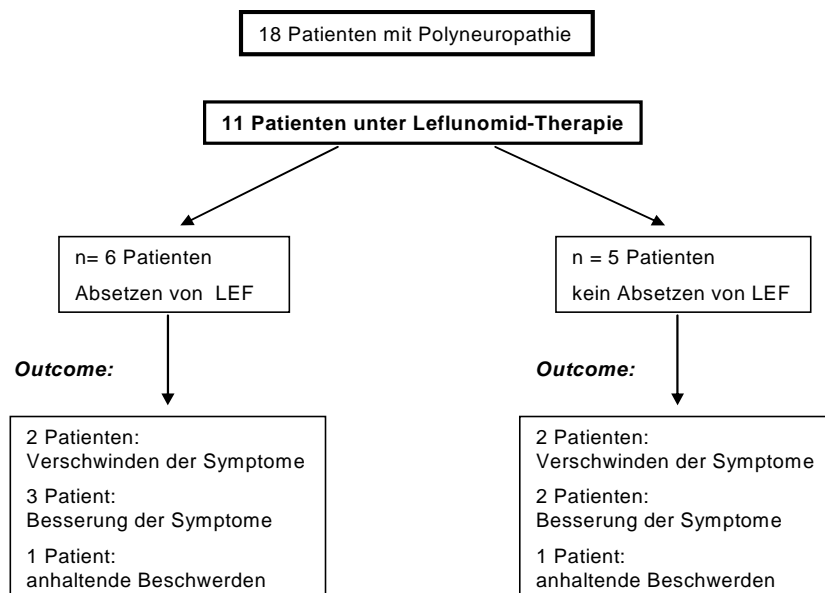 18 Patienten mit Polyneuropathie
11 Patienten unter Leflunomid-Therapie
n= 6 Patienten
Absetzen von LEF
n = 5 Patienten
kein Absetzen von LEF
Outcome:
Outcome:
2 Patienten:
Verschwinden der Symptome
3 Patient:
Besserung der Symptome
1 Patient:
anhaltende Beschwerden
2 Patienten:
Verschwinden der Symptome
2 Patienten:
Besserung der Symptome
1 Patient:
anhaltende Beschwerden